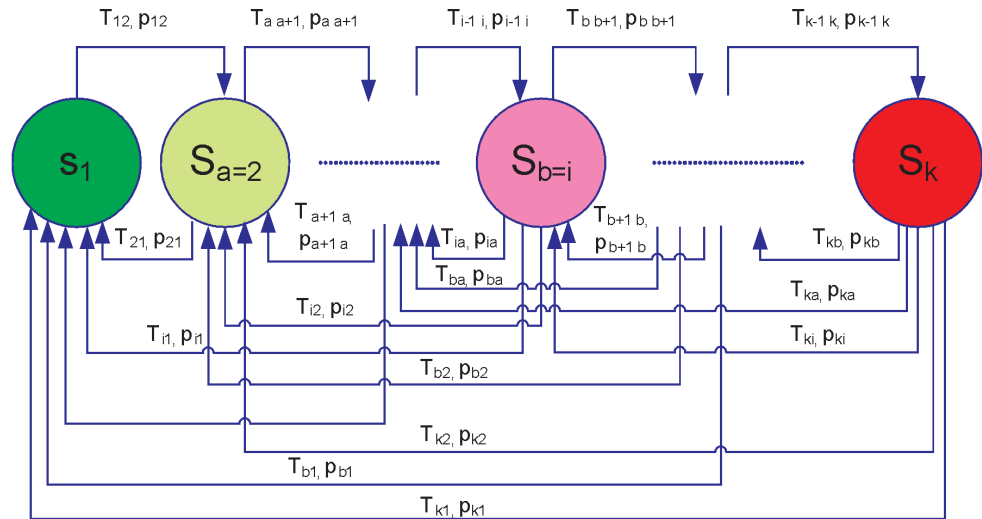 T12, p12
Ta a+1, pa a+1
Ti-1 i, pi-1 i
Tb b+1, pb b+1
Tk-1 k, pk-1 k
s1
Sa=2
Sb=i
Sk
T21, p21
Ta+1 a,
pa+1 a
Tia, pia
Tb+1 b,
pb+1 b
Tkb, pkb
Tba, pba
Tka, pka
Ti2, pi2
Ti1, pi1
Tki, pki
Tb2, pb2
Tk2, pk2
Tb1, pb1
Tk1, pk1